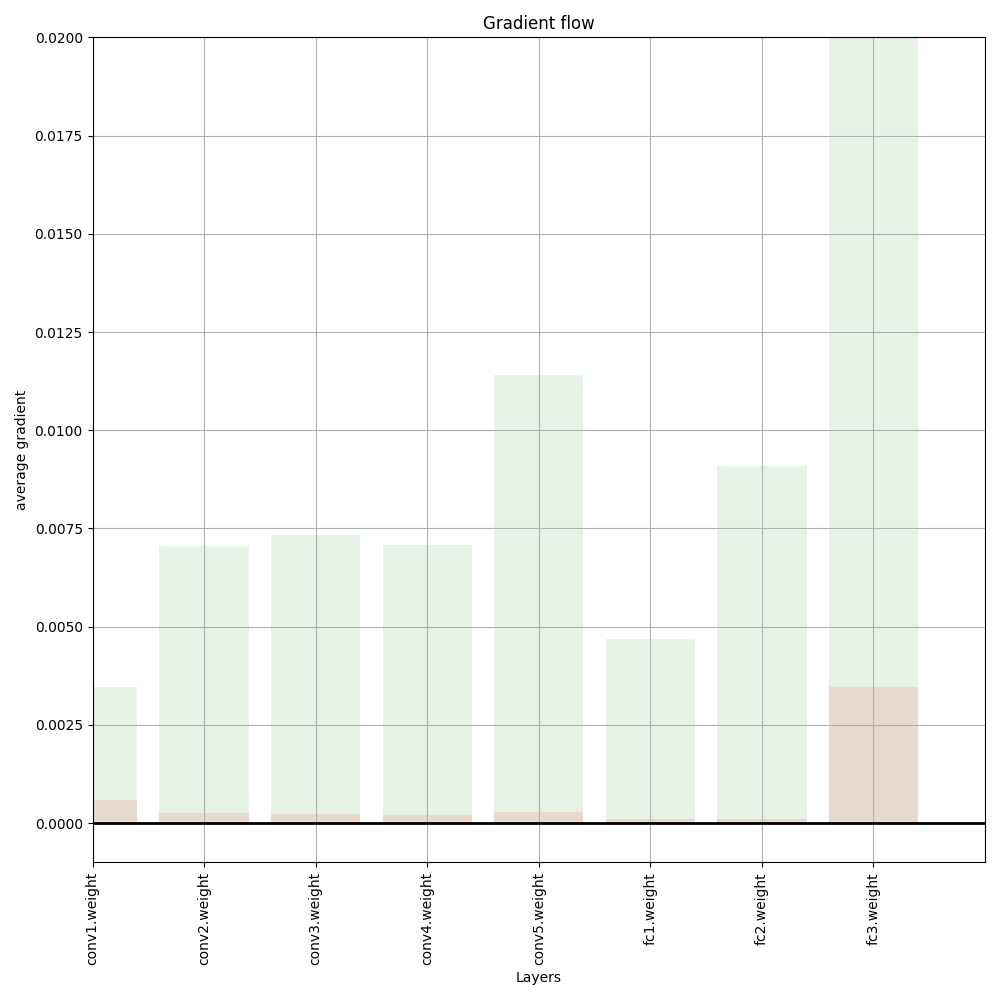 Gradient flow
0.0200
0.0175
0.0150
0.0125
0.0100
0.0075
0.0050
0.0025
0.0000
average gradient
conv1.weight
conv2.weight
conv3.weight
conv4.weight
conv5.weight
fc1.weight
fc2.weight
fc3.weight
Layers